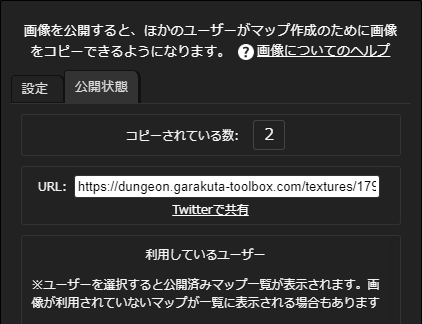 画像を公開すると、ほかのユーザーがマップ作成のために画像
をコピーできるようになります。 ?画像についてのヘルプ
設定 公開状態
コピーされている数: 2
URL: https://dungeon.garakuta-toolbox.com/textures/179
Twitterで共有
利用しているユーザー
※ユーザーを選択すると公開済みマップ一覧が表示されます。画
像が利用されていないマップが一覧に表示される場合もあります